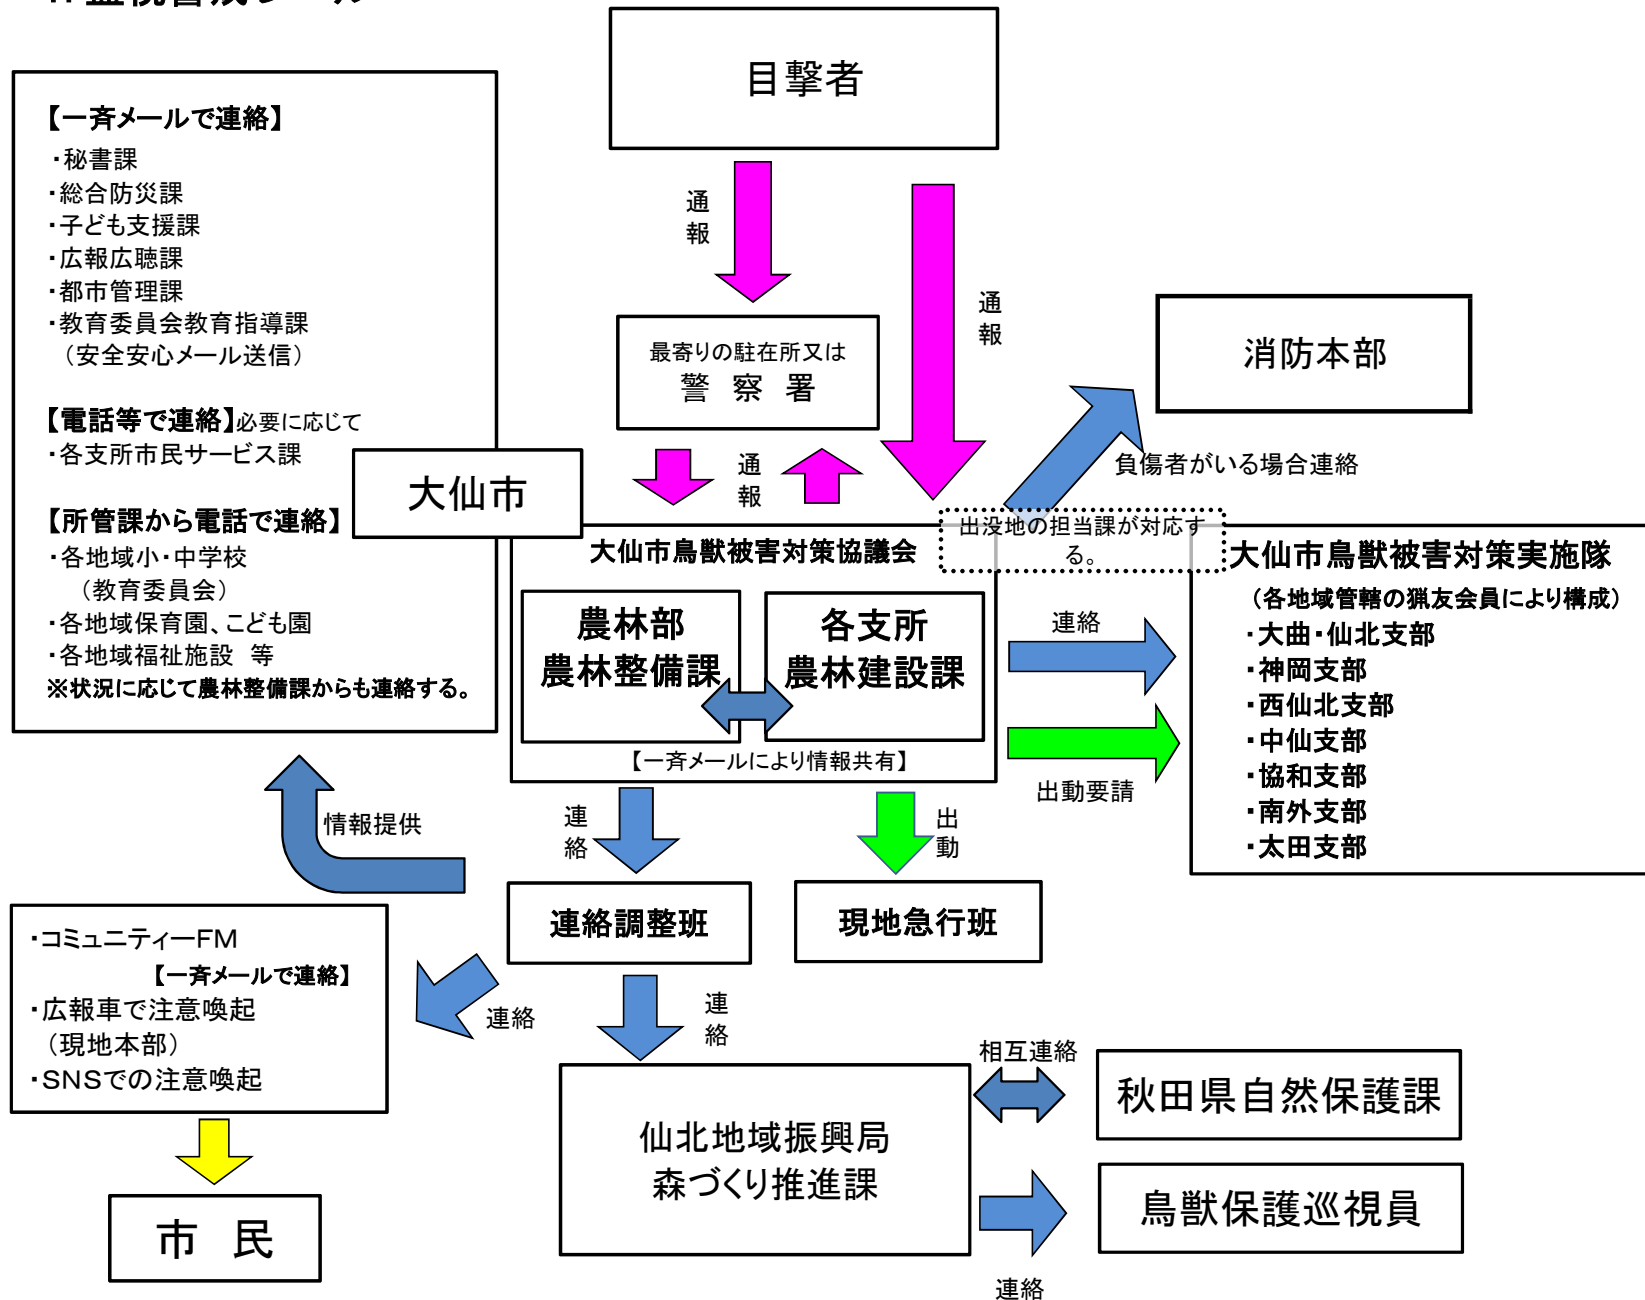 目撃者
【一斉メールで連絡】
・秘書課
・総合防災課
・子ども支援課
・広報広聴課
・都市管理課
・教育委員会教育指導課
（安全安心メール送信）
【電話等で連絡】必要に応じて
・各支所市民サービス課
【所管課から電話で連絡】
・各地域小・中学校
（教育委員会）
・各地域保育園、こども園
・各地域福祉施設 等
※状況に応じて農林整備課からも連絡する。
大仙市
通報
通報
最寄りの駐在所又は
警 察 署
通報
消防本部
負傷者がいる場合連絡
出没地の担当課が対応す
る。
大仙市鳥獣被害対策協議会
農林部
農林整備課
各支所
農林建設課
【一斉メールにより情報共有】
連絡
出動要請
大仙市鳥獣被害対策実施隊
（各地域管轄の猟友会員により構成）
・大曲・仙北支部
・神岡支部
・西仙北支部
・中仙支部
・協和支部
・南外支部
・太田支部
情報提供
連絡
出動
連絡調整班
現地急行班
・コミュニティーFM
【一斉メールで連絡】
・広報車で注意喚起
（現地本部）
・SNSでの注意喚起
連絡
連絡
市 民
仙北地域振興局
森づくり推進課
相互連絡
秋田県自然保護課
鳥獣保護巡視員
連絡